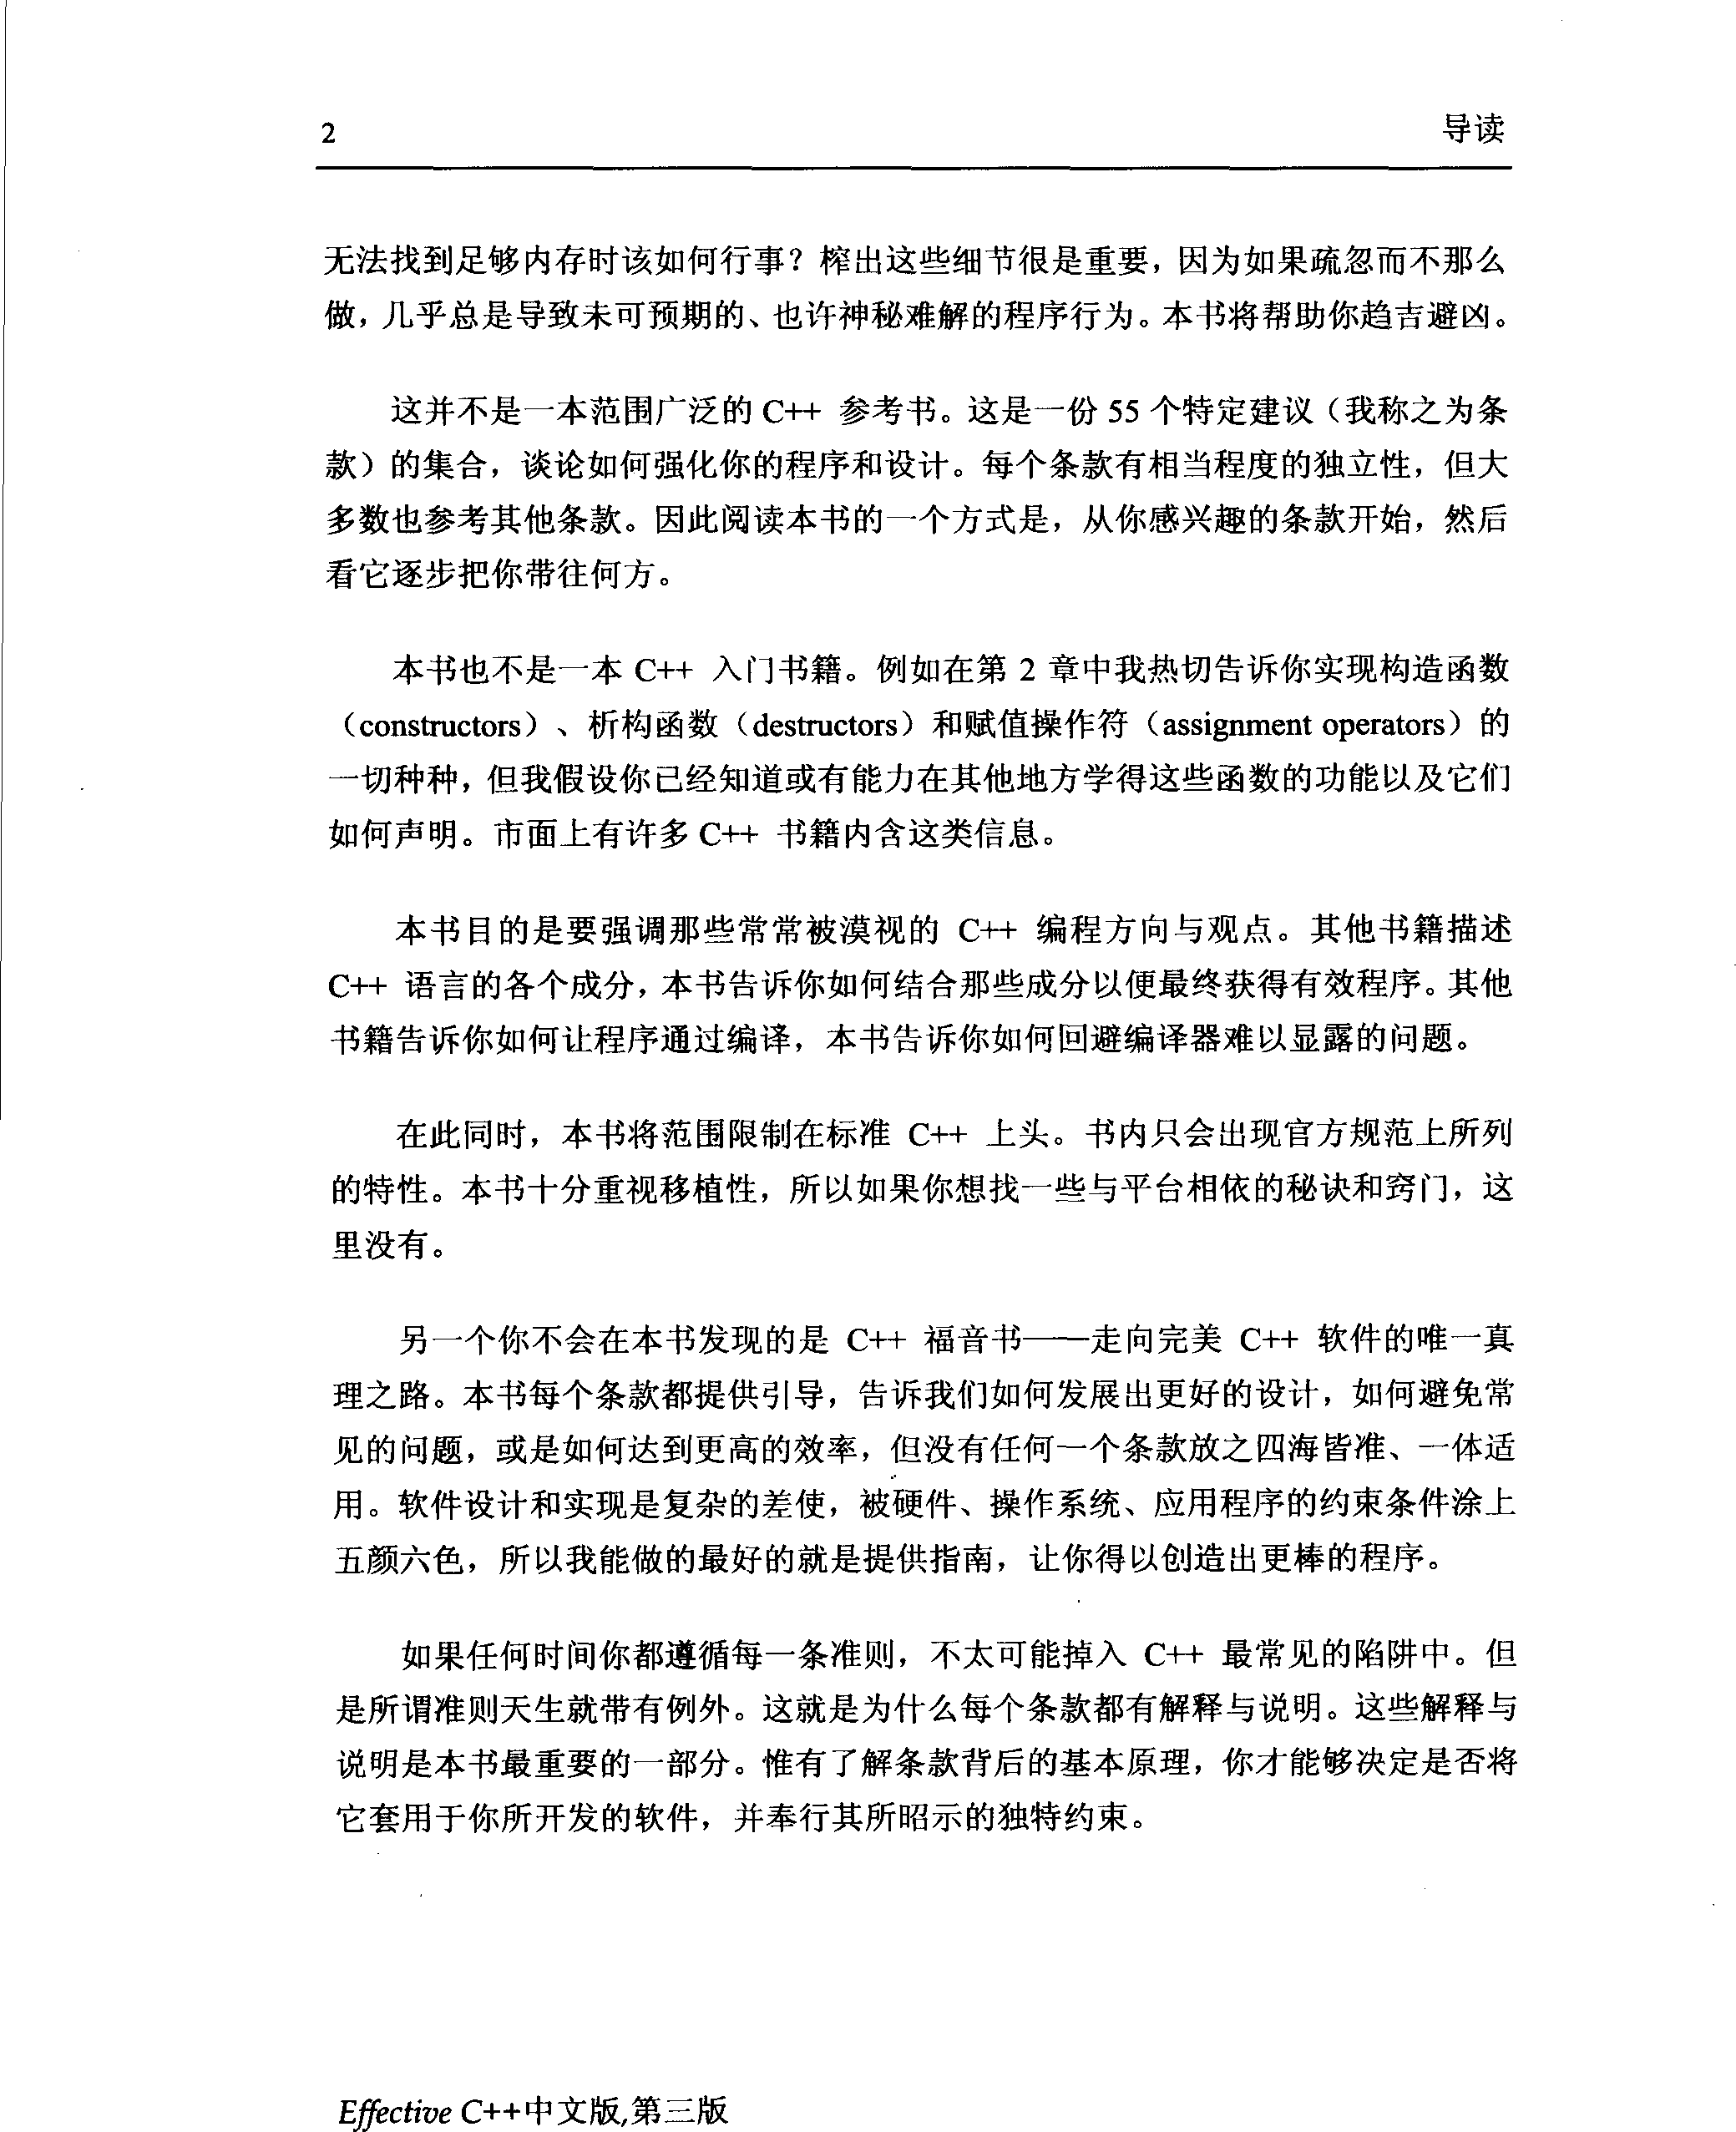 2 导读
无法找到足够内存时该如何行事？榨出这些细节很是重要，因为如果疏忽而不那么
做，几乎总是导致未可预期的、也许神秘难解的程序行为。本书将帮助你趋吉避凶。
这并不是一本范围广泛的 C++ 参考书。这是一份 55 个特定建议（我称之为条
款）的集合，谈论如何强化你的程序和设计。每个条款有相当程度的独立性，但大
多数也参考其他条款。因此阅读本书的一个方式是，从你感兴趣的条款开始，然后
看它逐步把你带往何方。
本书也不是一本 C++ 入门书籍。例如在第 2 章中我热切告诉你实现构造函数
（constructors）、析构函数（destructors）和赋值操作符（assignment operators）的
一切种种，但我假设你已经知道或有能力在其他地方学得这些函数的功能以及它们
如何声明。市面上有许多 C++ 书籍内含这类信息。
本书目的是要强调那些常常被漠视的 C++ 编程方向与观点。其他书籍描述
C++ 语言的各个成分，本书告诉你如何结合那些成分以便最终获得有效程序。其他
书籍告诉你如何让程序通过编译，本书告诉你如何回避编译器难以显露的问题。
在此同时，本书将范围限制在标准 C++ 上头。书内只会出现官方规范上所列
的特性。本书十分重视移植性，所以如果你想找一些与平台相依的秘诀和窍门，这
里没有。
另一个你不会在本书发现的是 C++ 福音书——走向完美 C++ 软件的唯一真
理之路。本书每个条款都提供引导，告诉我们如何发展出更好的设计，如何避免常
见的问题，或是如何达到更高的效率，但没有任何一个条款放之四海皆准、一体适
用。软件设计和实现是复杂的差使，被硬件、操作系统、应用程序的约束条件涂上
五颜六色，所以我能做的最好的就是提供指南，让你得以创造出更棒的程序。
如果任何时间你都遵循每一条准则，不太可能掉入 C++ 最常见的陷阱中。但
是所谓准则天生就带有例外。这就是为什么每个条款都有解释与说明。这些解释与
说明是本书最重要的一部分。惟有了解条款背后的基本原理，你才能够决定是否将
它套用于你所开发的软件，并奉行其所昭示的独特约束。
Effective C++中文版,第三版